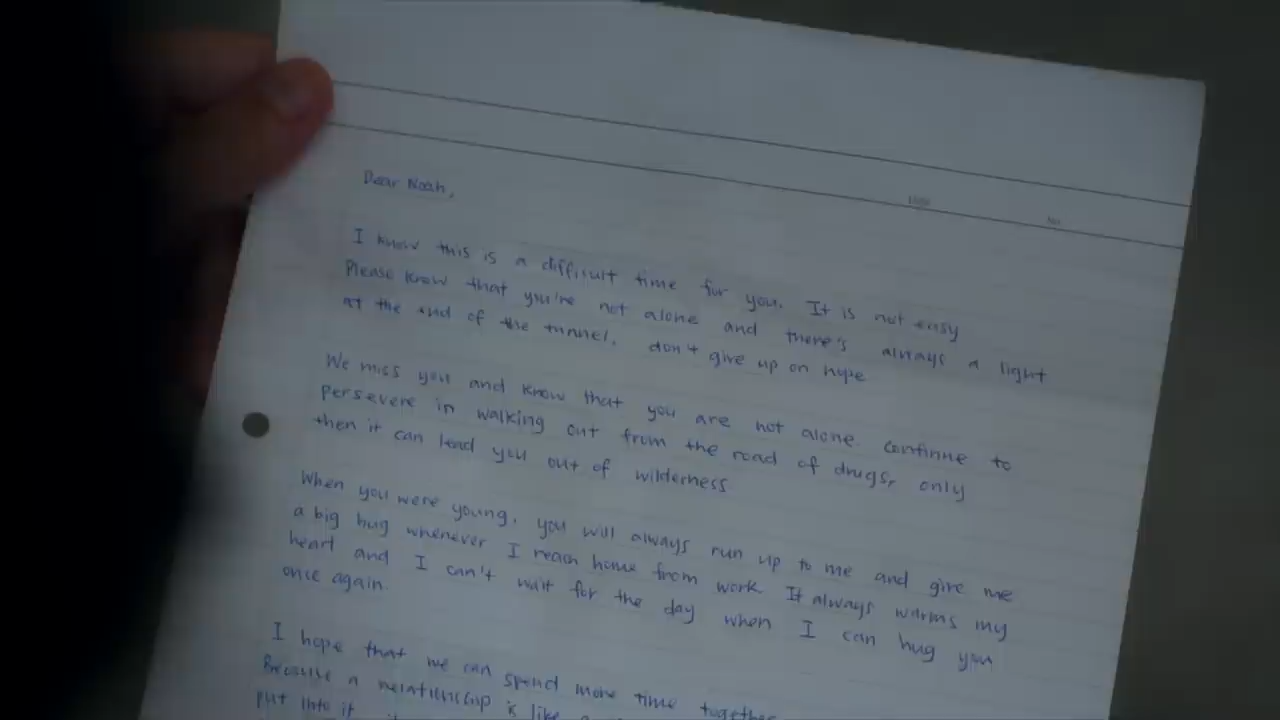 Date
No
Dear Noah,
I know this is a difficult time for you. It is not easy
Please know that you're not alone and there's always a light
at the end of the tunnel, don't give up on hope
We miss you and know that you are not alone. Continue to
persevere in walking out from the road of drugs, only
then it can lead you out of wilderness
When you were young, you will always run up to me and give me
a big hug whenever I reach home from work. It always warms my
heart and I can't wait for the day when I can hug you
once again.
I hope that we can spend more time together
Because a relationship is like
put into it